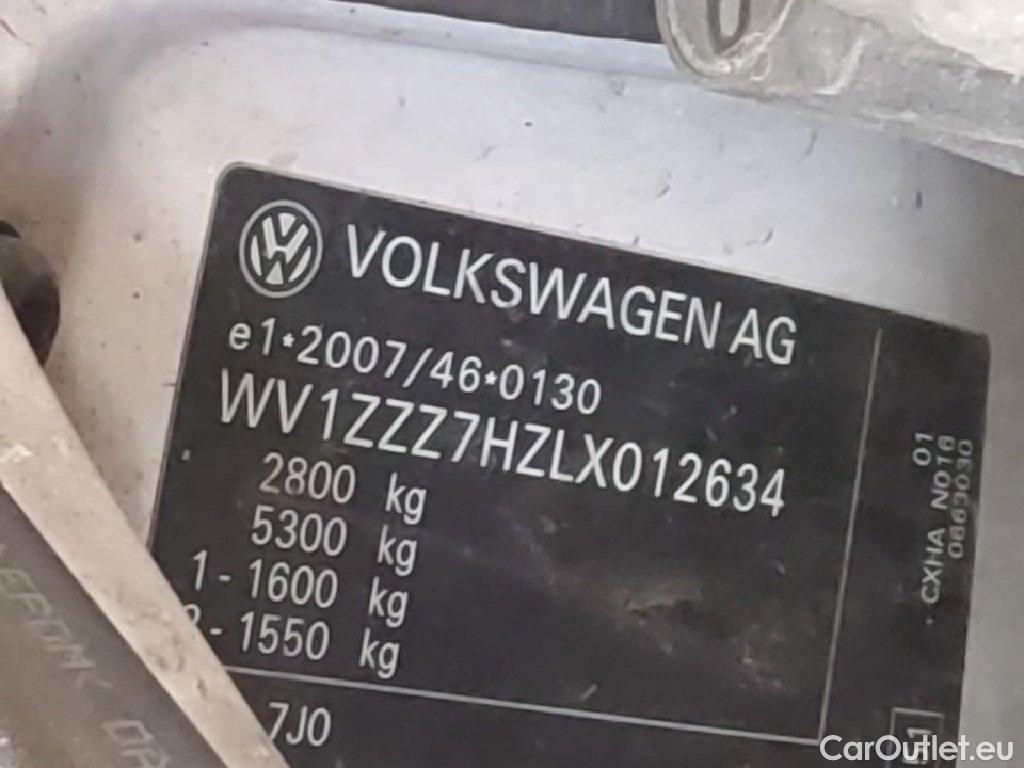 VOLKSWAGEN AG
e1*2007/46*0130
WV1ZZZ7HZLX012634
2800 kg
5300 kg
1 - 1600 kg
- 1550 kg
7J0
01
CXHA N01B
0863030
CarOutlet.eu